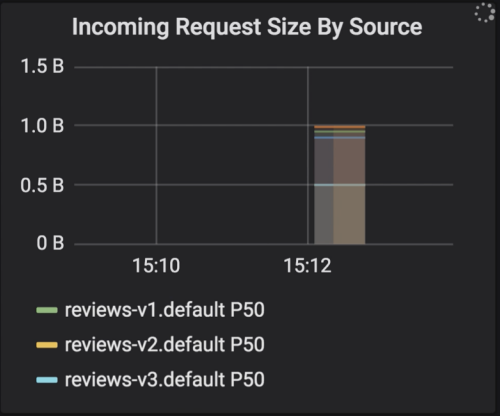 Incoming Request Size By Source
1.5 B
1.0 B
0.5 B
0 B
15:10 15:12
reviews-v1.default P50
reviews-v2.default P50
reviews-v3.default P50